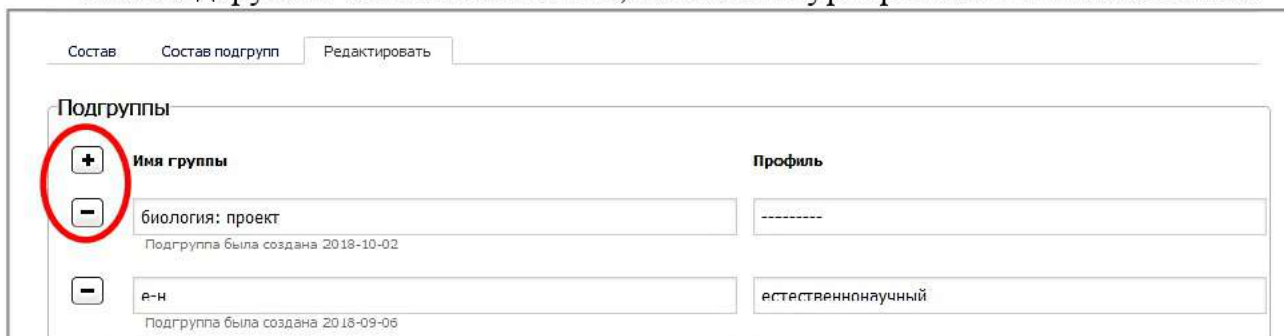 Состав Состав подгрупп Редактировать
Подгруппы
+ Имя группы Профиль
- биология: проект ---------
Подгруппа была создана 2018-10-02
- е-н естественнонаучный
Подгруппа была создана 2018-09-06